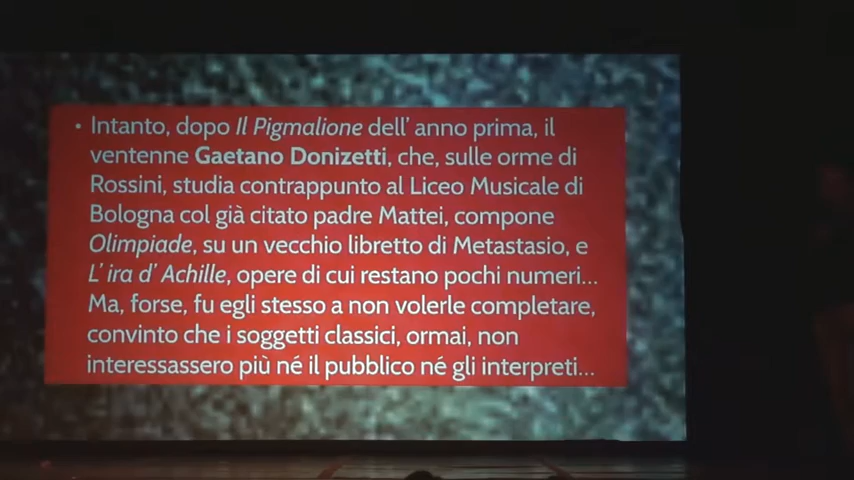 • Intanto, dopo Il Pigmalione dell' anno prima, il
ventenne Gaetano Donizetti, che, sulle orme di
Rossini, studia contrappunto al Liceo Musicale di
Bologna col già citato padre Mattei, compone
Olimpiade, su un vecchio libretto di Metastasio, e
L' ira d' Achille, opere di cui restano pochi numeri...
Ma, forse, fu egli stesso a non volerle completare,
convinto che i soggetti classici, ormai, non
interessassero più né il pubblico né gli interpreti...